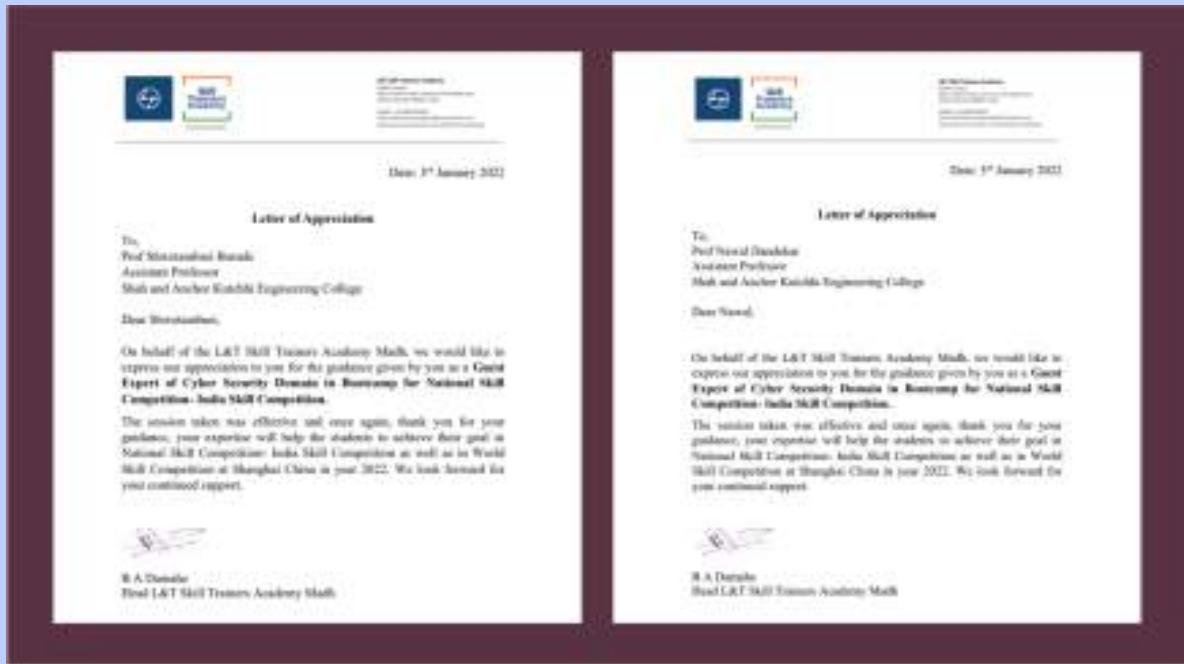 Skill
Trainers
Academy
Date: 3rd January 2022
Letter of Appreciation
To,
Prof
Assistant Professor
Shah and Anchor Kutchhi Engineering College
Dear
On behalf of the L&T Skill Trainers Academy Madh, we would like to
express our appreciation to you for the guidance given by you as a Guest
Expert of Cyber Security Domain in Bootcamp for National Skill
Competition- India Skill Competition.
The session taken was effective and once again, thank you for your
guidance, your expertise will help the students to achieve their goal in
National Skill Competition- India Skill Competition as well as in World
Skill Competition at Shanghai China in year 2022. We look forward for
your continued support.
R A Damale
Head L&T Skill Trainers Academy Madh
Skill
Trainers
Academy
Date: 3rd January 2022
Letter of Appreciation
To,
Prof Nawal Dandekar
Assistant Professor
Shah and Anchor Kutchhi Engineering College
Dear Nawal,
On behalf of the L&T Skill Trainers Academy Madh, we would like to
express our appreciation to you for the guidance given by you as a Guest
Expert of Cyber Security Domain in Bootcamp for National Skill
Competition- India Skill Competition.
The session taken was effective and once again, thank you for your
guidance, your expertise will help the students to achieve their goal in
National Skill Competition- India Skill Competition as well as in World
Skill Competition at Shanghai China in year 2022. We look forward for
your continued support.
R A Damale
Head L&T Skill Trainers Academy Madh